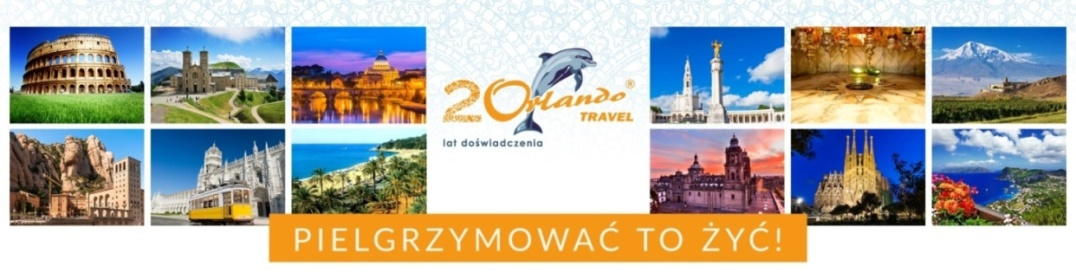 20 Orlando®
TRAVEL
lat doświadczenia
PIELGRZYMOWAĆ TO ŻYĆ!